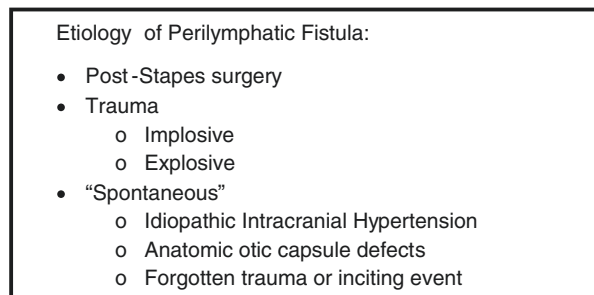 Etiology of Perilymphatic Fistula:
• Post-Stapes surgery
• Trauma
o Implosive
o Explosive
• “Spontaneous”
o Idiopathic Intracranial Hypertension
o Anatomic otic capsule defects
o Forgotten trauma or inciting event